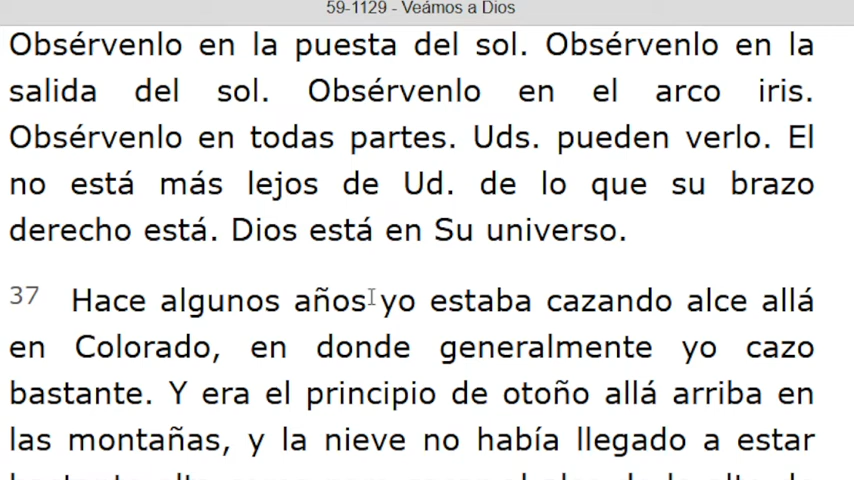 59-1129 - Veámos a Dios
Obsérvenlo en la puesta del sol. Obsérvenlo en la
salida del sol. Obsérvenlo en el arco iris.
Obsérvenlo en todas partes. Uds. pueden verlo. El
no está más lejos de Ud. de lo que su brazo
derecho está. Dios está en Su universo.
37 Hace algunos años yo estaba cazando alce allá
en Colorado, en donde generalmente yo cazo
bastante. Y era el principio de otoño allá arriba en
las montañas, y la nieve no había llegado a estar